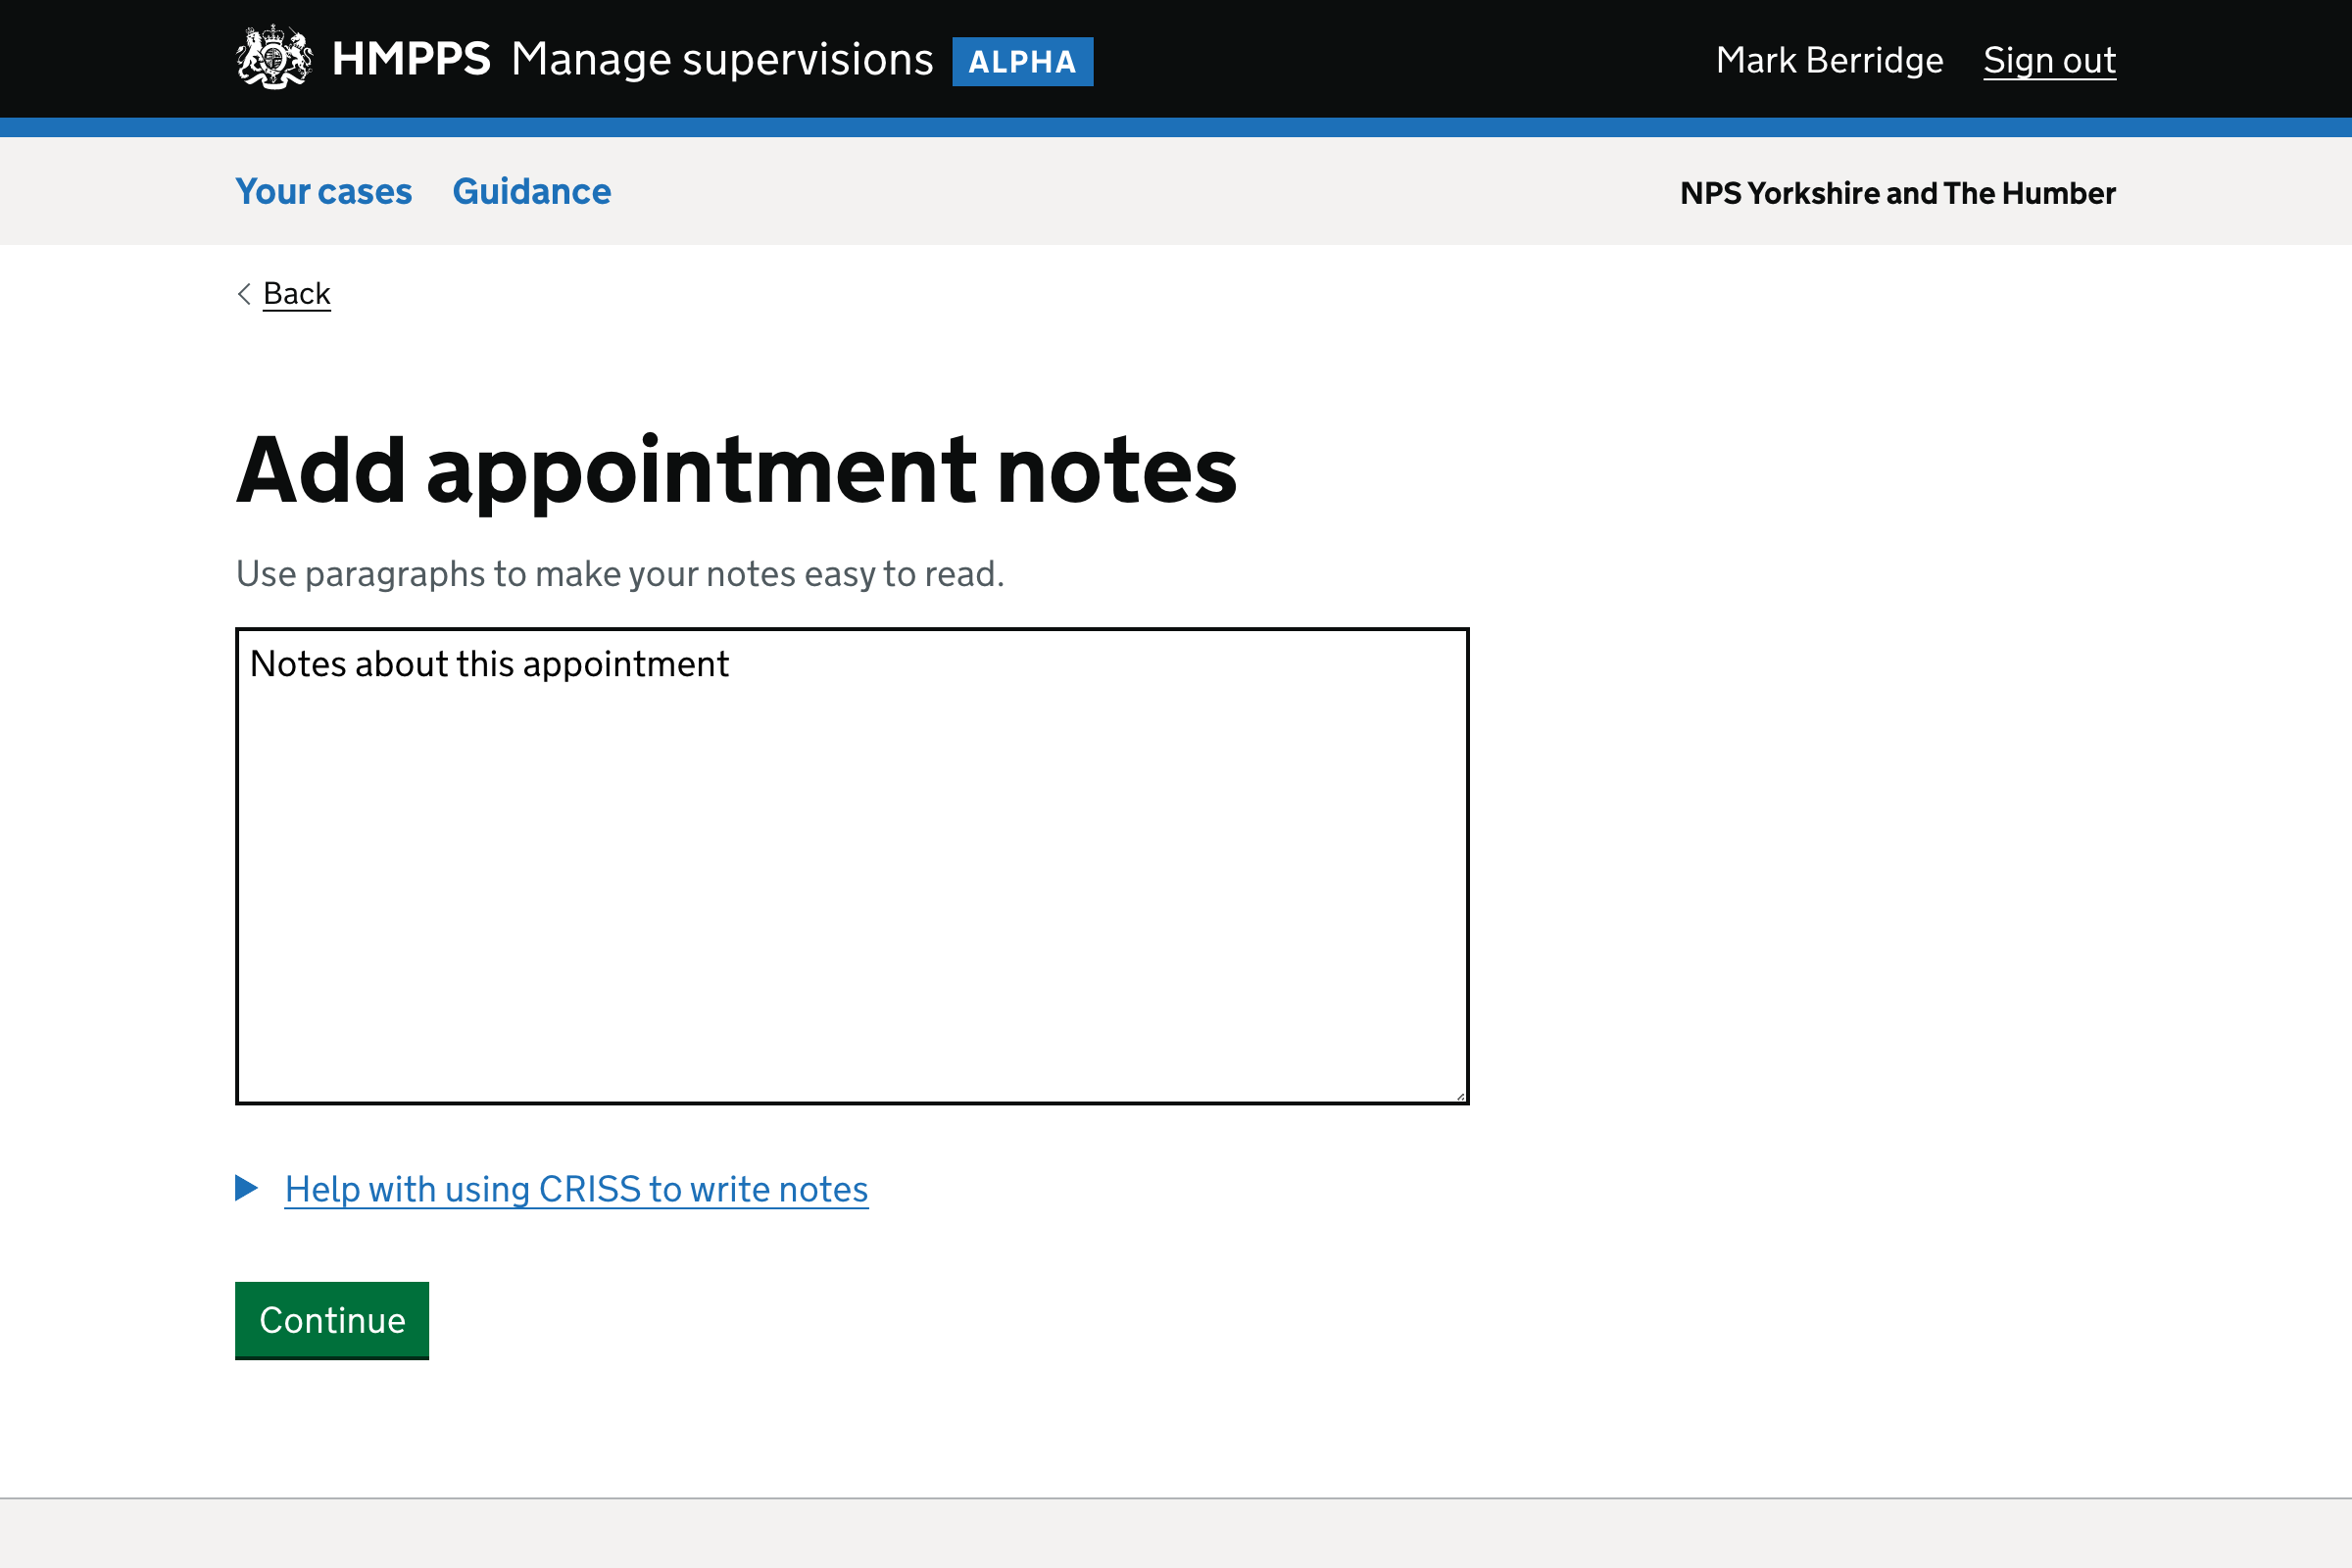 HMPPS Manage supervisions ALPHA Mark Berridge Sign out
Your cases Guidance NPS Yorkshire and The Humber
Back
Add appointment notes
Use paragraphs to make your notes easy to read.
Notes about this appointment
Help with using CRISS to write notes
Continue